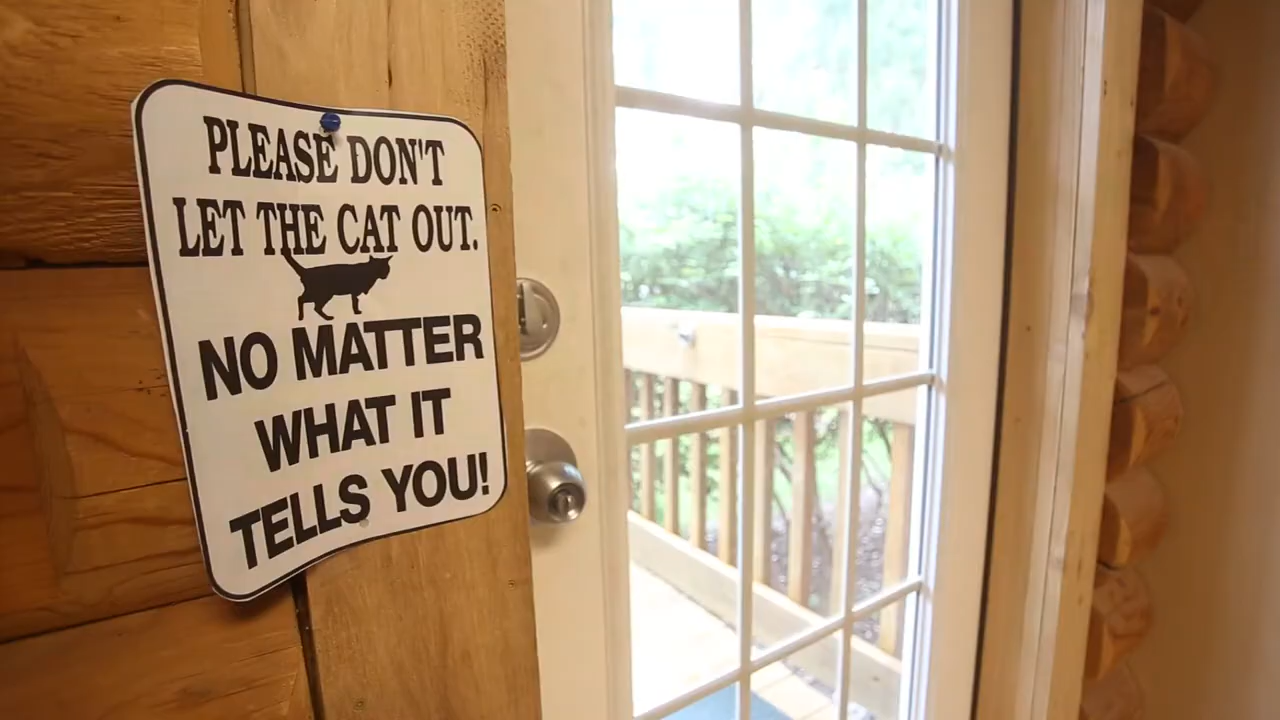 PLEASE DON'T
LET THE CAT OUT.
NO MATTER
WHAT IT
TELLS YOU!